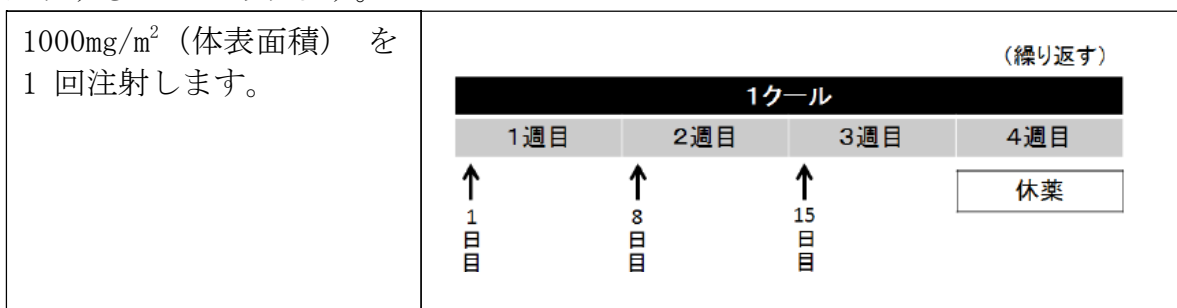 1000mg/m² (体表面積) を
1 回注射します。
(繰り返す)
1クール
1週目 2週目 3週目 4週目
休薬
1日目 8日目 15日目